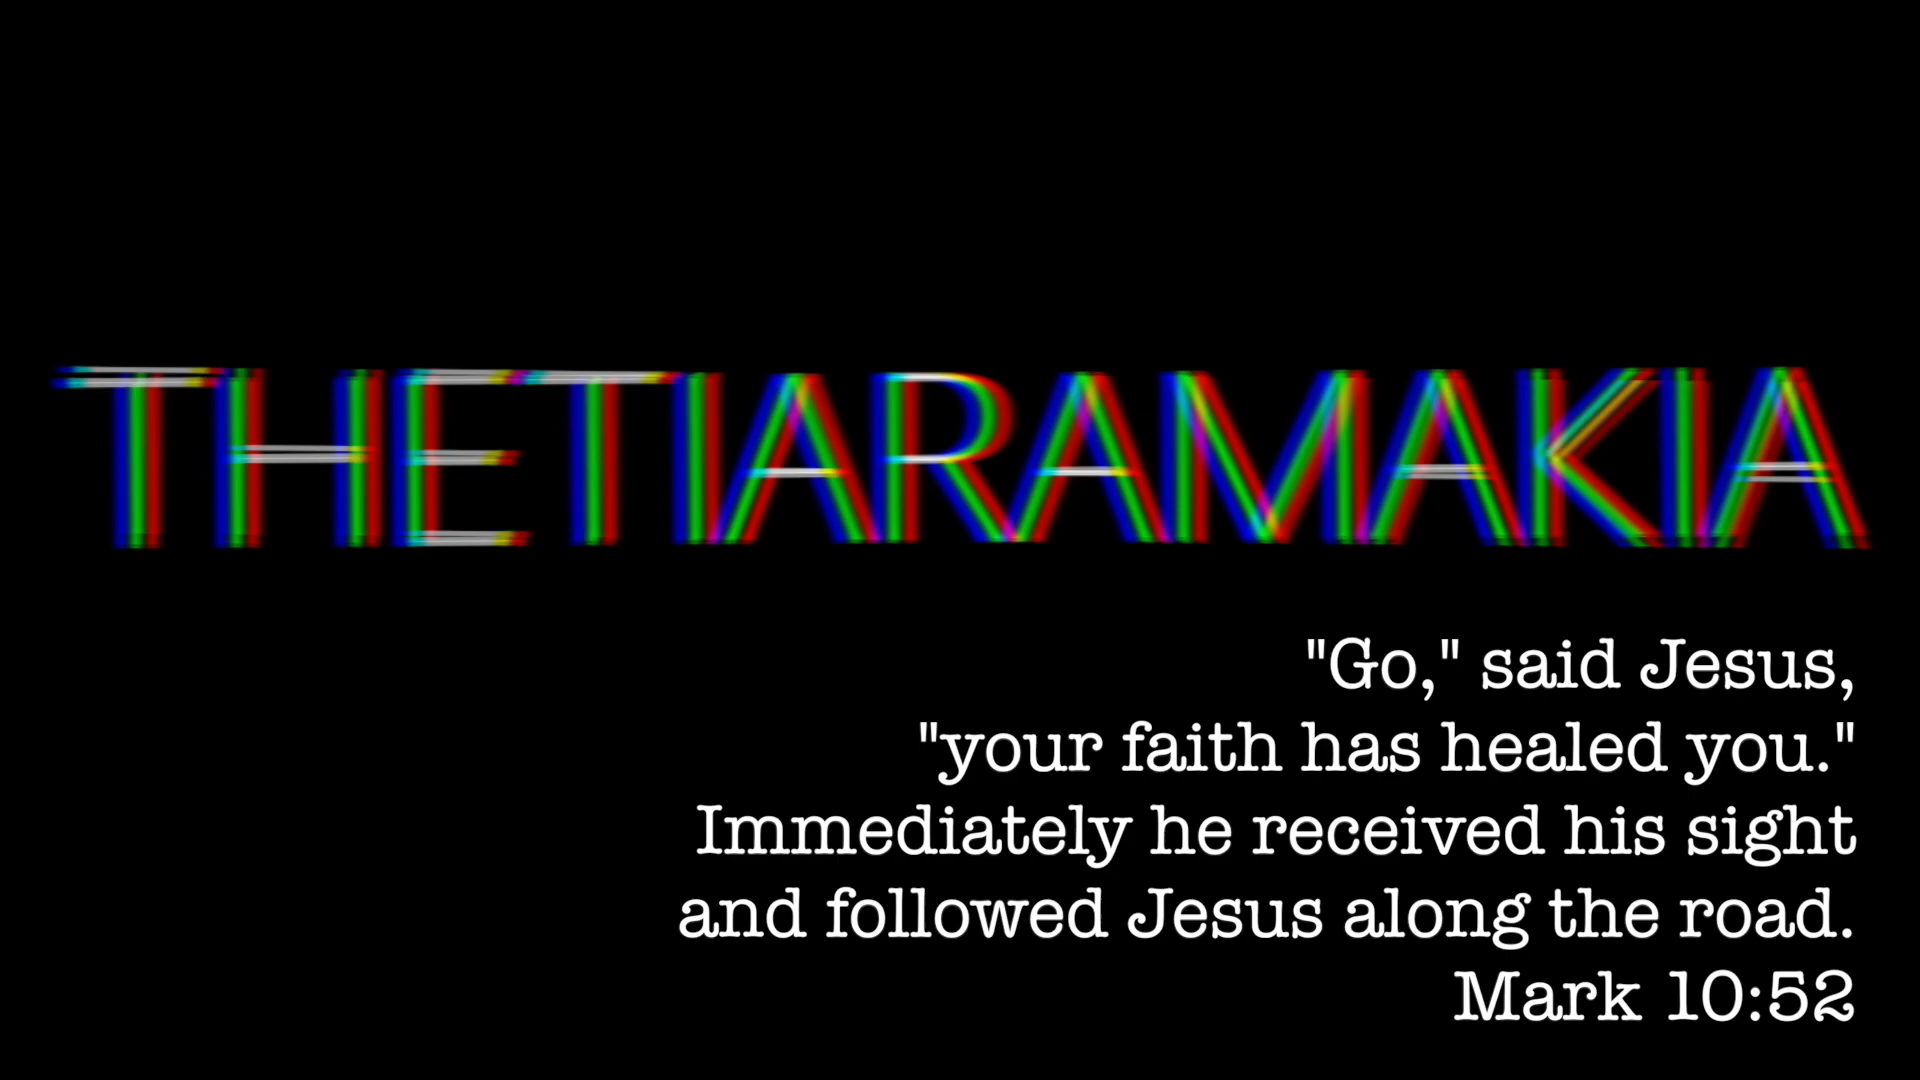 THETIARAMAKIA
"Go," said Jesus,
"your faith has healed you."
Immediately he received his sight
and followed Jesus along the road.
Mark 10:52